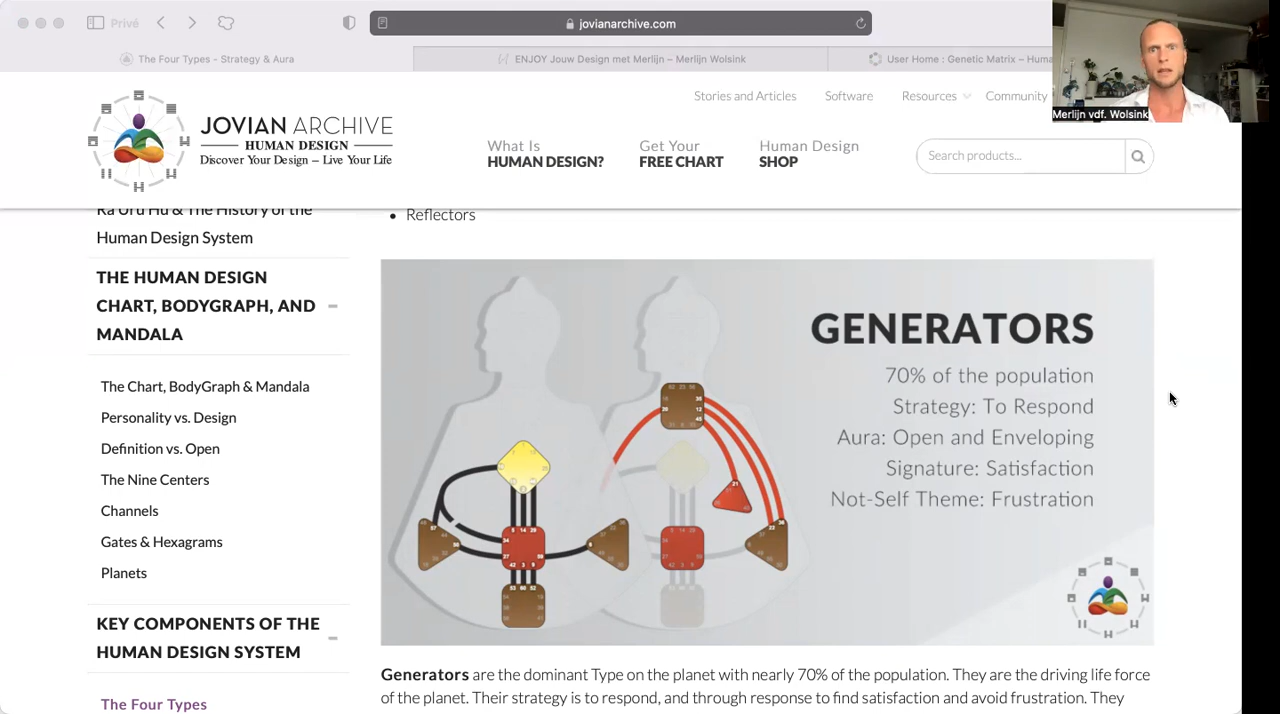 Privé
jovianarchive.com
The Four Types - Strategy & Aura
ENJOY Jouw Design met Merlijn – Merlijn Wolsink
User Home : Genetic Matrix – Huma
Merlijn vdf. Wolsink
Stories and Articles
Software
Resources
Community
JOVIAN ARCHIVE
HUMAN DESIGN
Discover Your Design – Live Your Life
What Is
HUMAN DESIGN?
Get Your
FREE CHART
Human Design
SHOP
Search products...
Ra Uru Hu & The History of the
Human Design System
THE HUMAN DESIGN
CHART, BODYGRAPH, AND
MANDALA
The Chart, BodyGraph & Mandala
Personality vs. Design
Definition vs. Open
The Nine Centers
Channels
Gates & Hexagrams
Planets
KEY COMPONENTS OF THE
HUMAN DESIGN SYSTEM
The Four Types
Reflectors
GENERATORS
70% of the population
Strategy: To Respond
Aura: Open and Enveloping
Signature: Satisfaction
Not-Self Theme: Frustration
Generators are the dominant Type on the planet with nearly 70% of the population. They are the driving life force
of the planet. Their strategy is to respond, and through response to find satisfaction and avoid frustration. They